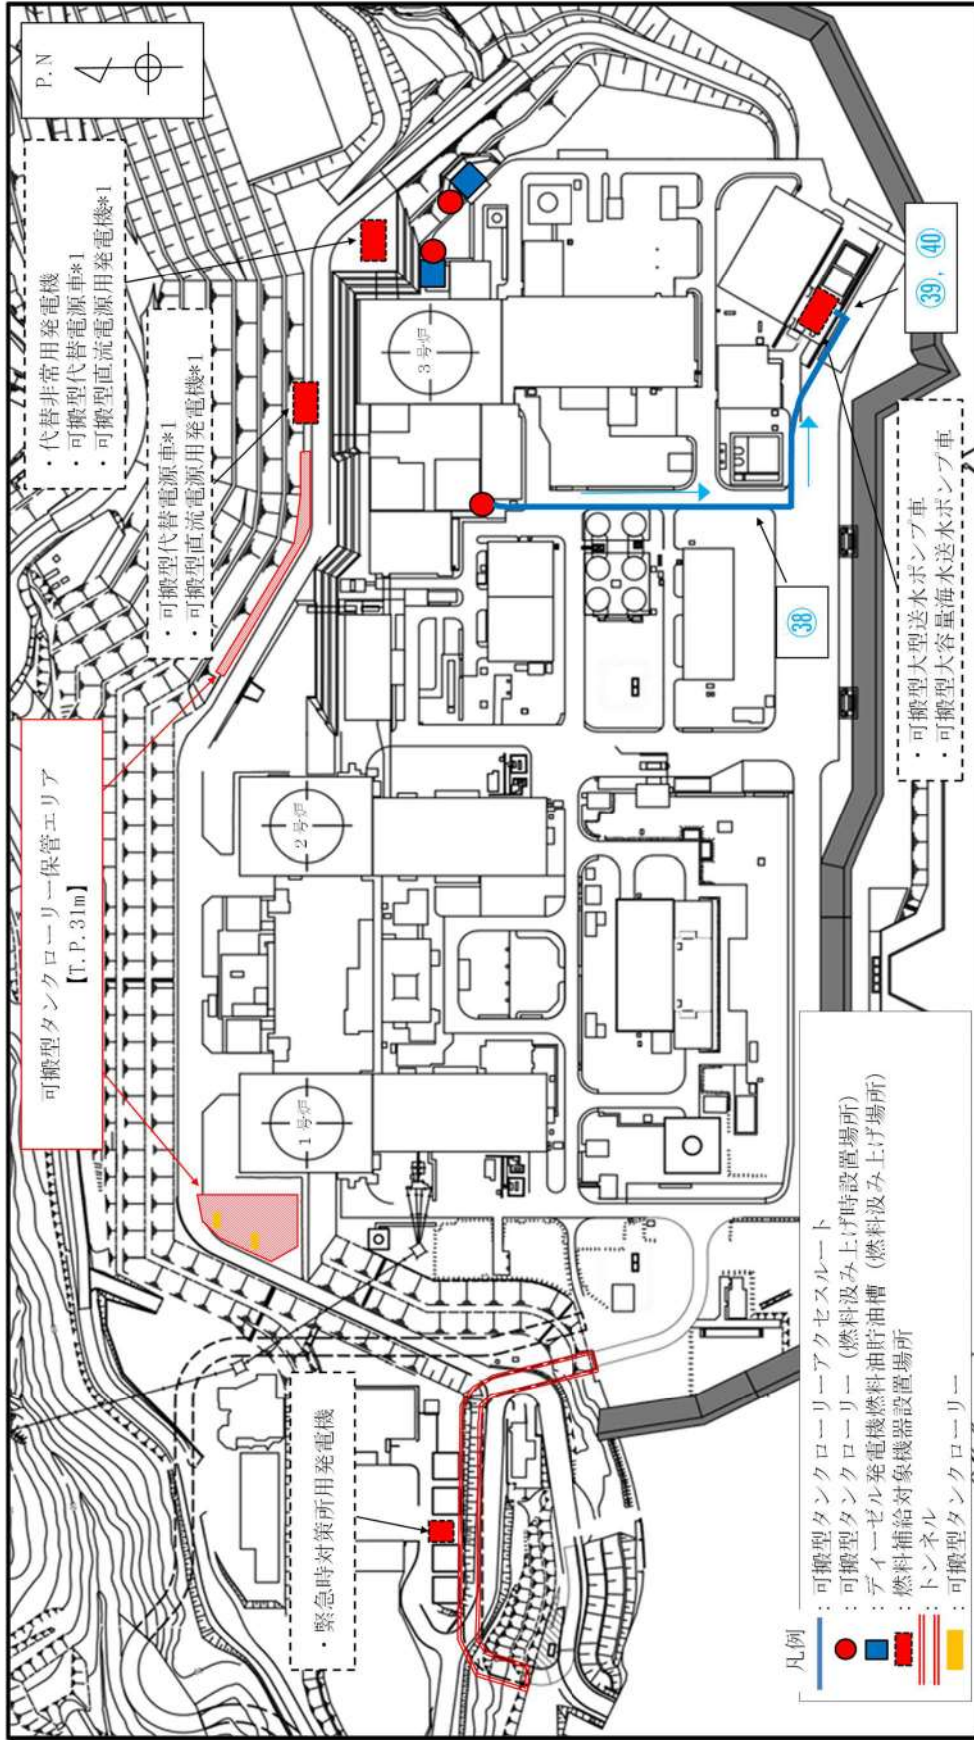 P.N
・代替非常用発電機
・可搬型代替電源車*1
・可搬型直流電源用発電機*1
・可搬型代替電源車*1
・可搬型直流電源用発電機*1
可搬型タンクローリー保管エリア
【T.P.31m】
3号炉
2号炉
1号炉
㊳
㊴，㊵
・可搬型大型送水ポンプ車
・可搬型大容量海水送水ポンプ車
・緊急時対策所用発電機
凡例
：可搬型タンクローリーアクセスルート
：可搬型タンクローリー（燃料汲み上げ時設置場所）
：ディーゼル発電機燃料油貯油槽（燃料汲み上げ場所）
：燃料補給対象機器設置場所
：トンネル
：可搬型タンクローリー